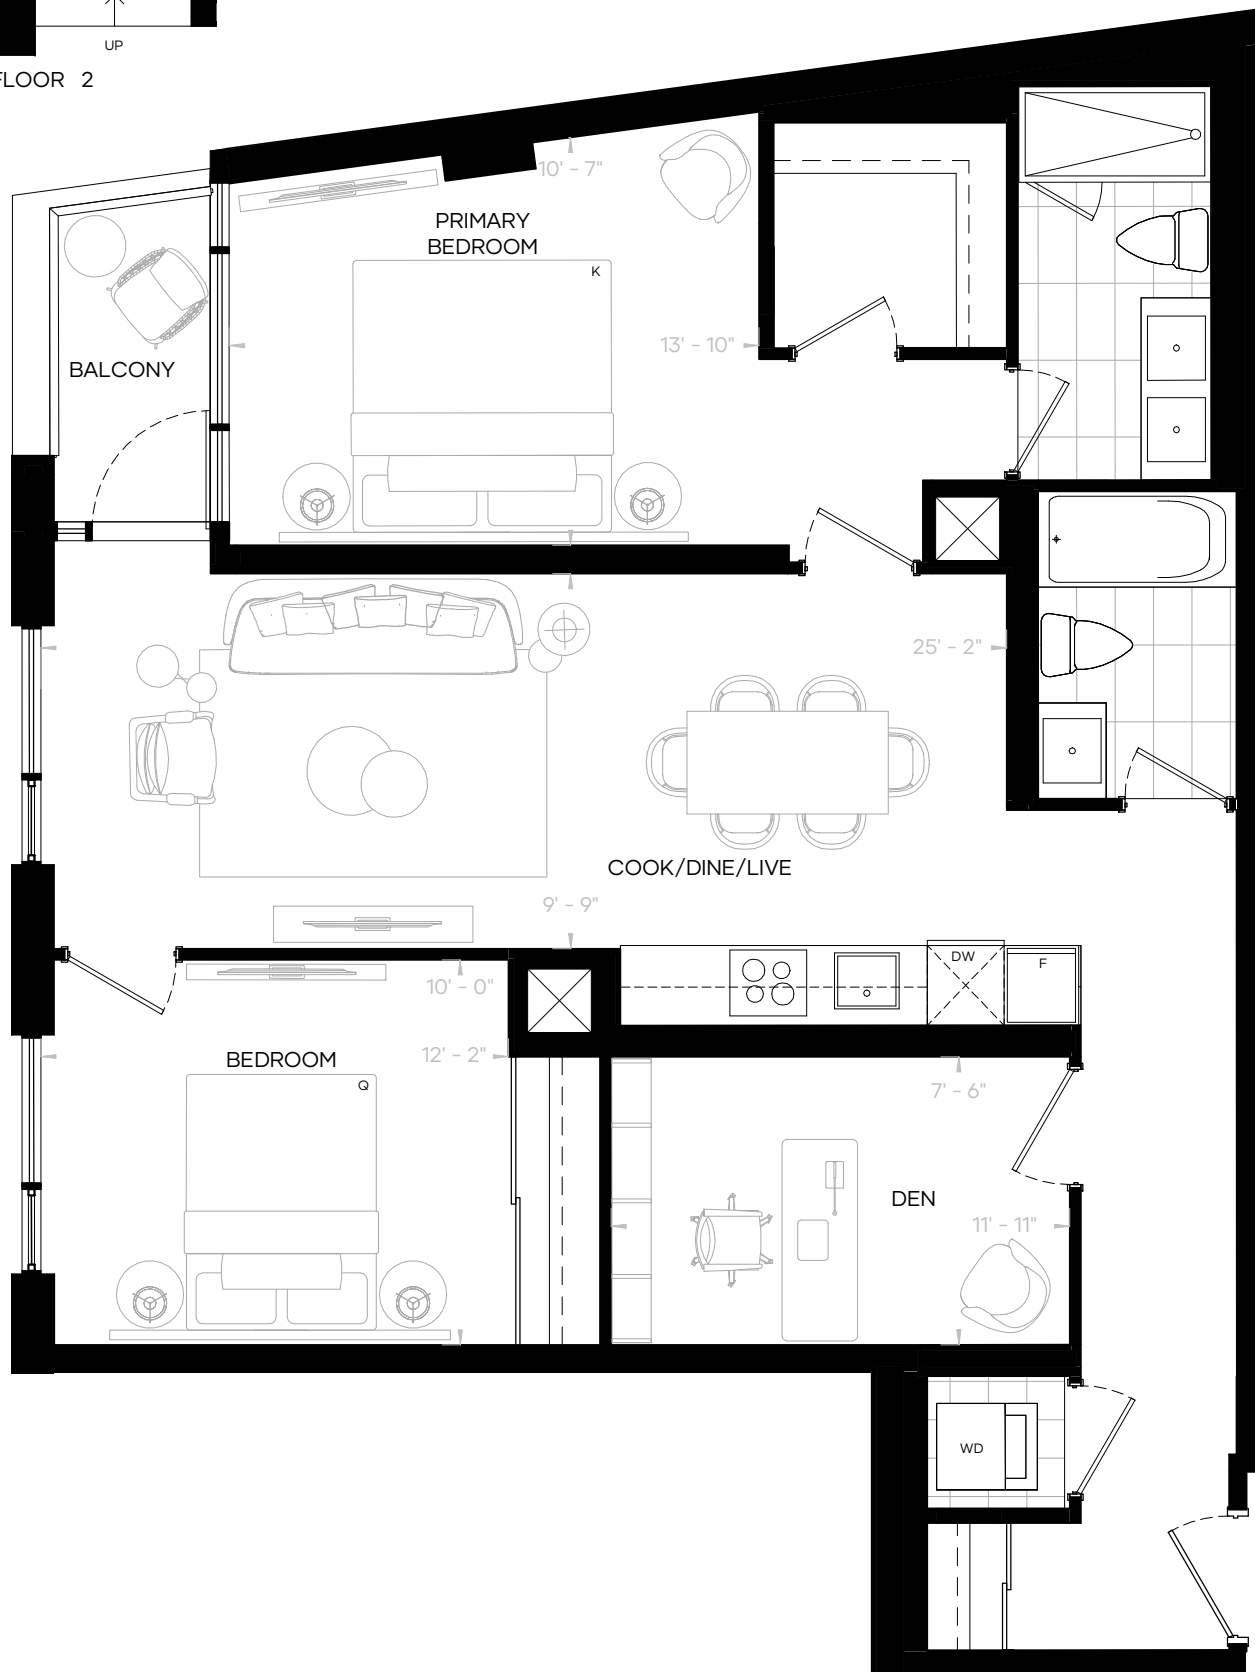 UP
FLOOR 2
10' - 7"
PRIMARY
BEDROOM
K
13' - 10"
BALCONY
25' - 2"
COOK/DINE/LIVE
9' - 9"
DW
F
10' - 0"
12' - 2"
BEDROOM
Q
7' - 6"
DEN
11' - 11"
WD